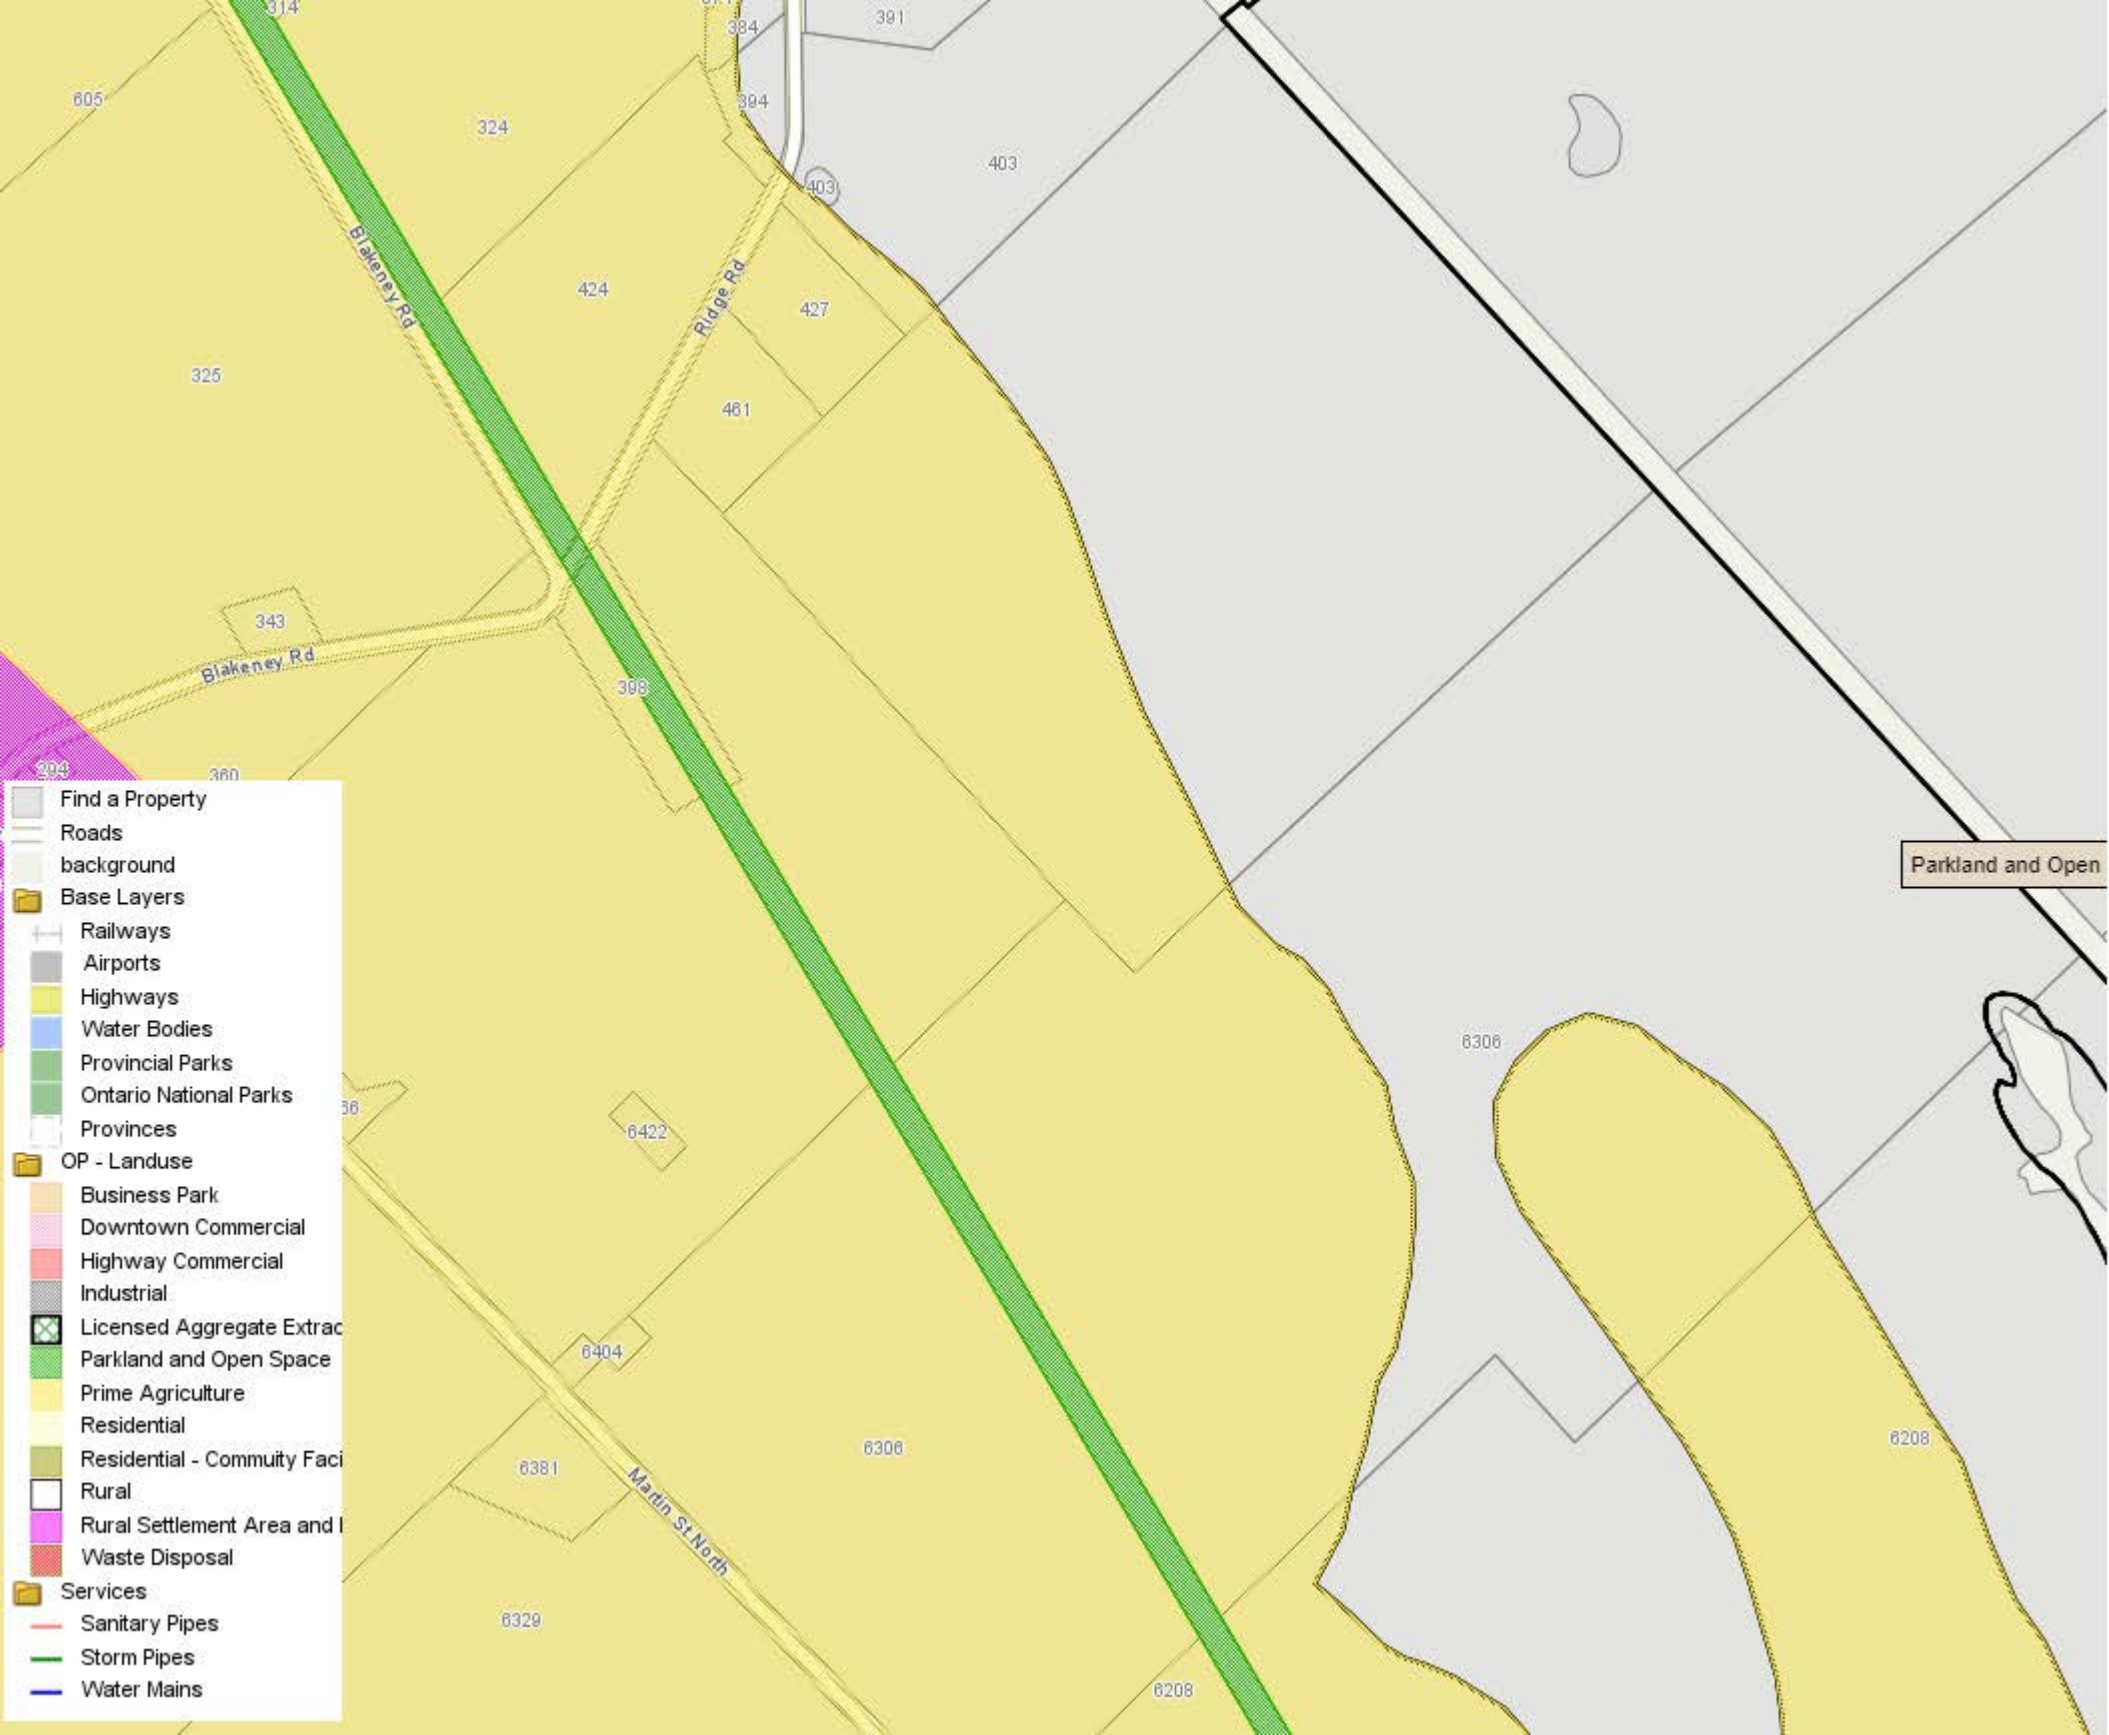 314
384
391
605
324
394
403
403
Blakeney Rd
424
Ridge Rd
427
325
461
343
Blakeney Rd
398
294
360
Find a Property
Roads
background
Base Layers
Railways
Airports
Highways
Water Bodies
Provincial Parks
Ontario National Parks
Provinces
OP - Landuse
Business Park
Downtown Commercial
Highway Commercial
Industrial
Licensed Aggregate Extrac
Parkland and Open Space
Prime Agriculture
Residential
Residential - Commuity Faci
Rural
Rural Settlement Area and
Waste Disposal
Services
Sanitary Pipes
Storm Pipes
Water Mains
Parkland and Open
6306
66
6422
6404
6208
6306
6381
Martin St North
6329
6208